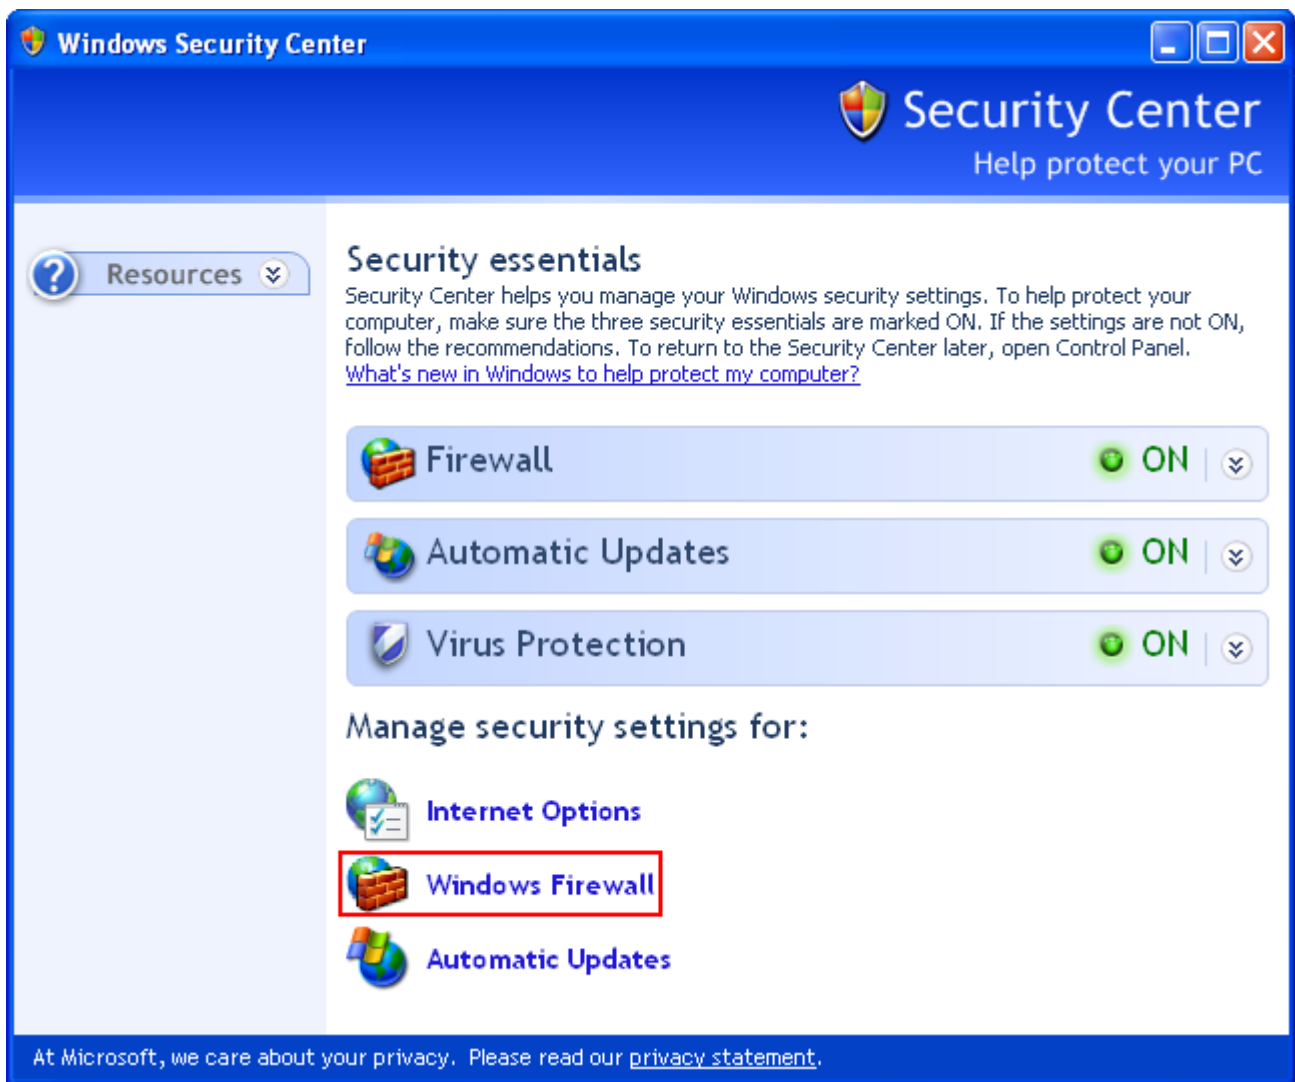 Windows Security Center
Security Center
Help protect your PC
Resources
Security essentials
Security Center helps you manage your Windows security settings. To help protect your
computer, make sure the three security essentials are marked ON. If the settings are not ON,
follow the recommendations. To return to the Security Center later, open Control Panel.
What's new in Windows to help protect my computer?
Firewall ON
Automatic Updates ON
Virus Protection ON
Manage security settings for:
Internet Options
Windows Firewall
Automatic Updates
At Microsoft, we care about your privacy. Please read our privacy statement.